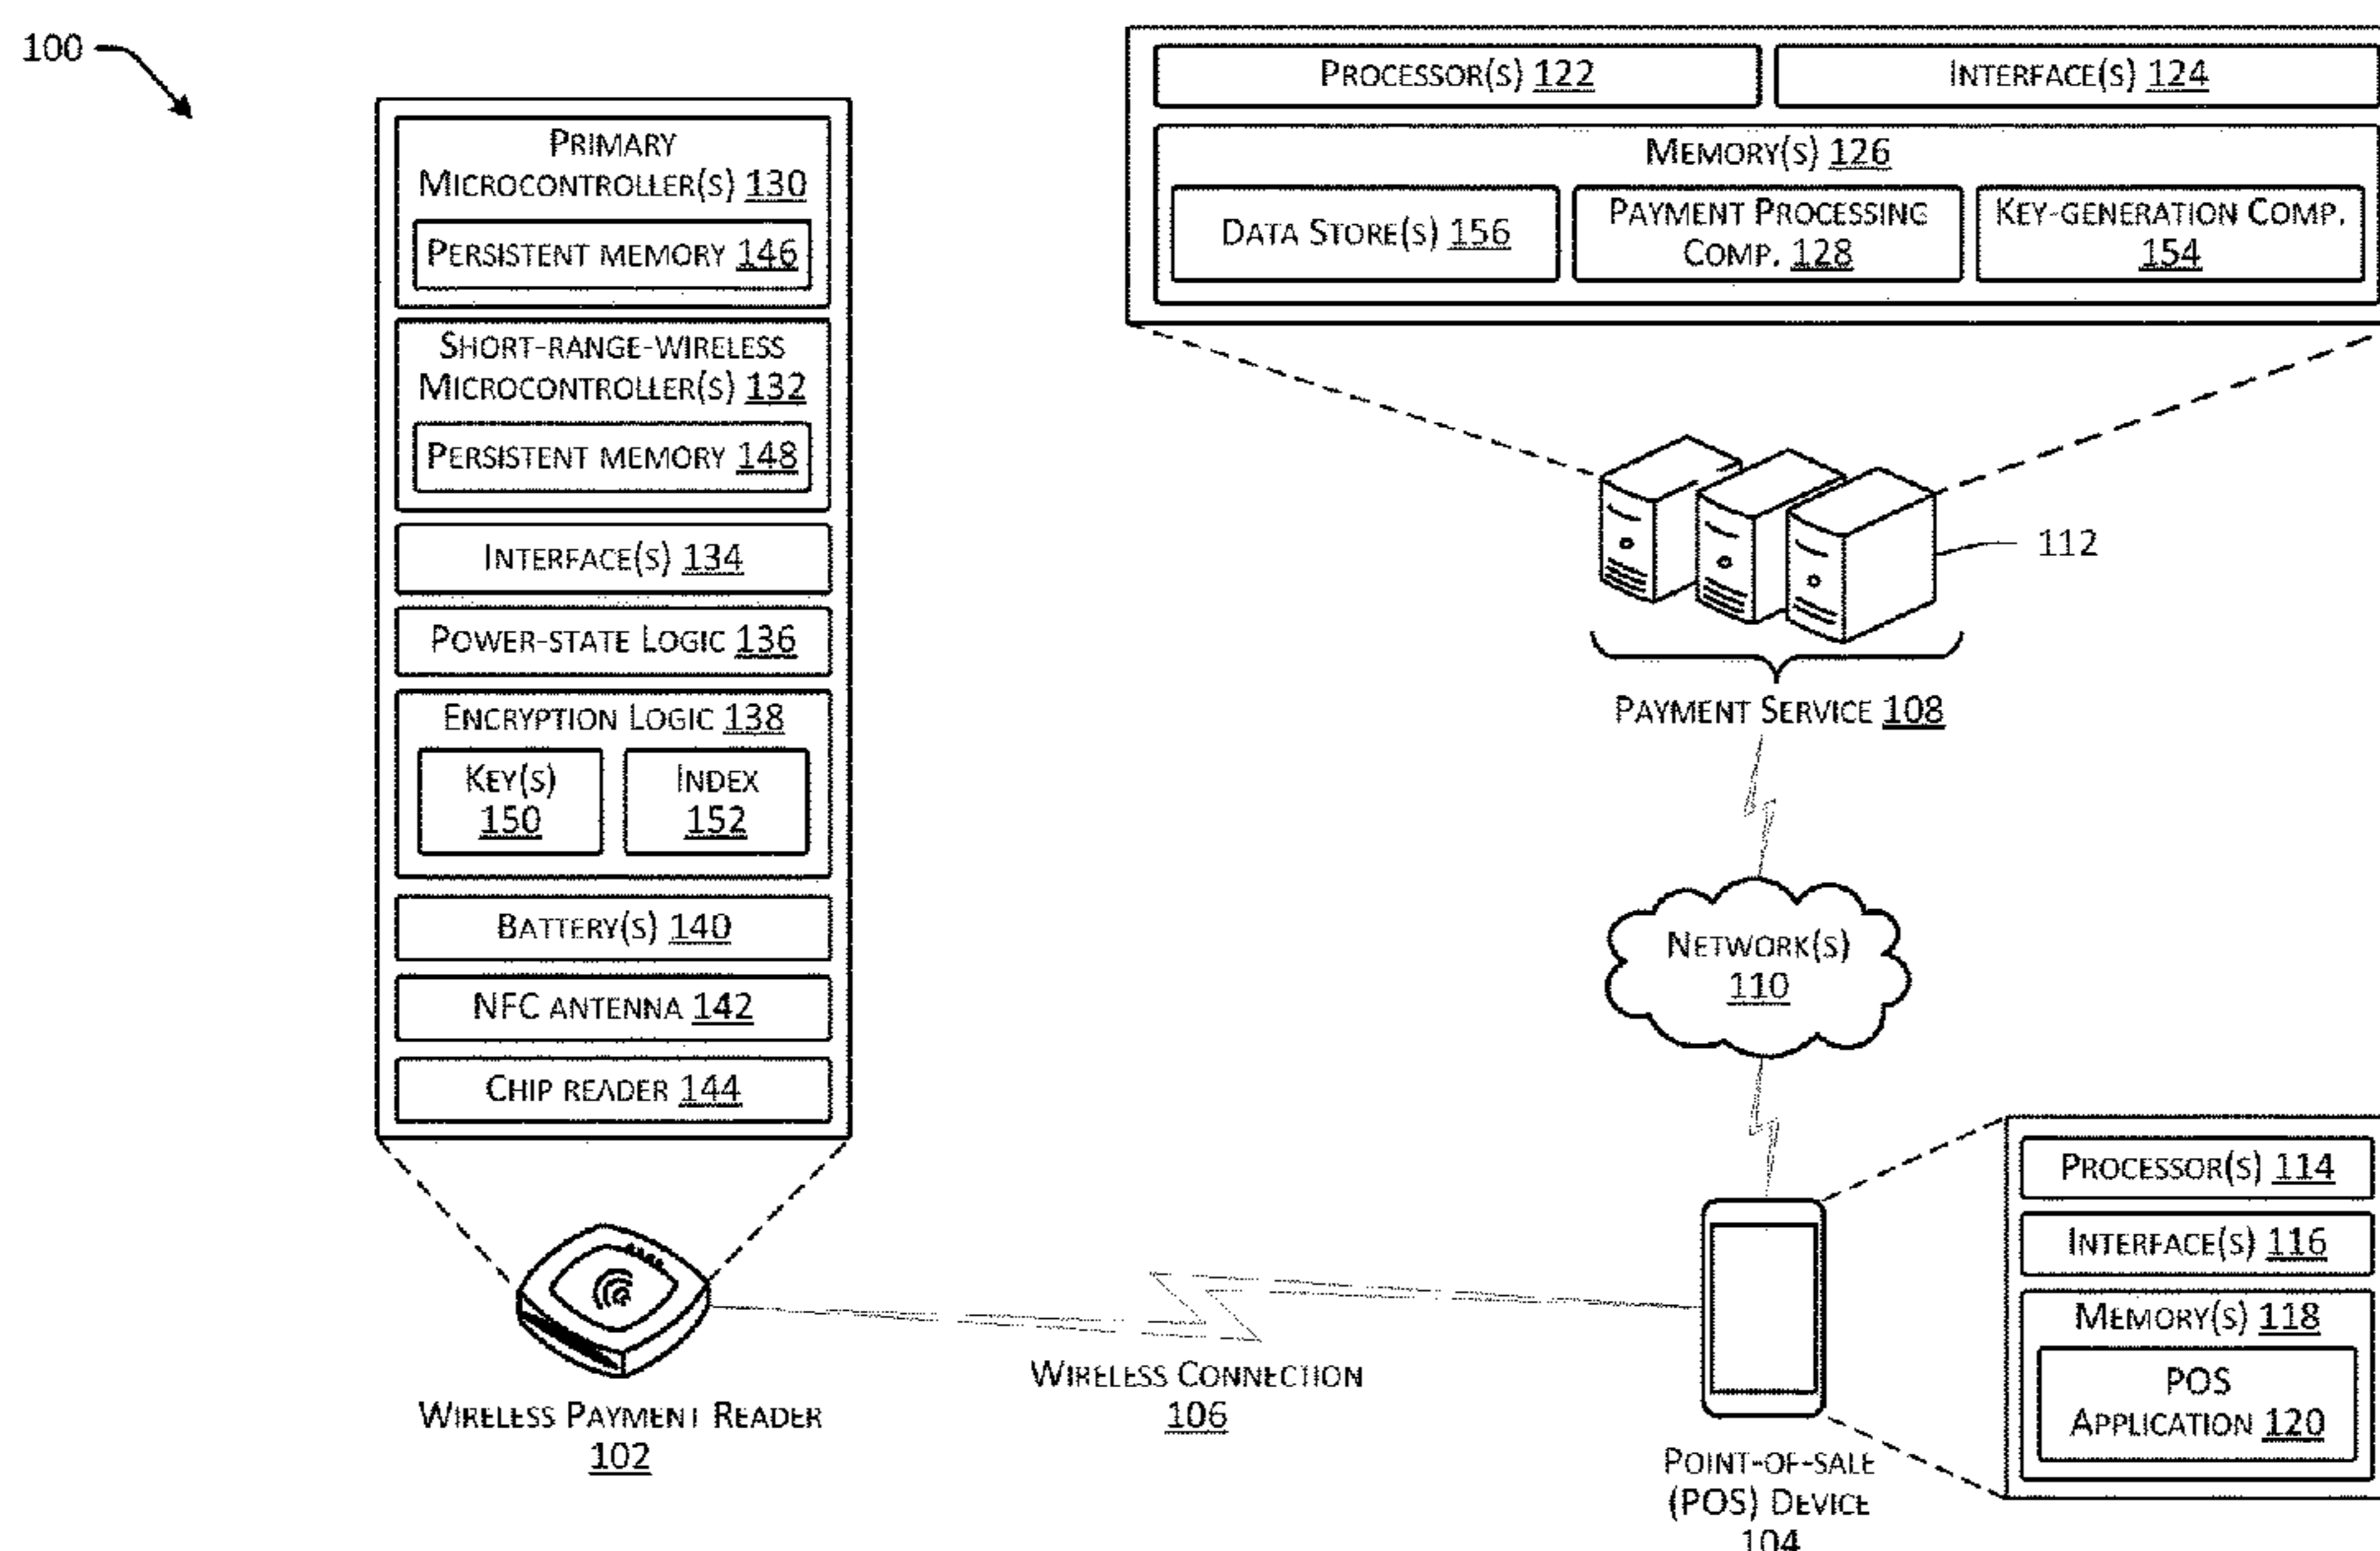 100
PRIMARY
MICROCONTROLLER(S) 130
PERSISTENT MEMORY 146
SHORT-RANGE-WIRELESS
MICROCONTROLLER(S) 132
PERSISTENT MEMORY 148
INTERFACE(S) 134
POWER-STATE LOGIC 136
ENCRYPTION LOGIC 138
KEY(S)
150
INDEX
152
BATTERY(S) 140
NFC ANTENNA 142
CHIP READER 144
WIRELESS PAYMENT READER
102
WIRELESS CONNECTION
106
PROCESSOR(S) 122
INTERFACE(S) 124
MEMORY(S) 126
DATA STORE(S) 156
PAYMENT PROCESSING
COMP. 128
KEY-GENERATION COMP.
154
112
PAYMENT SERVICE 108
NETWORK(S)
110
PROCESSOR(S) 114
INTERFACE(S) 116
MEMORY(S) 118
POS
APPLICATION 120
POINT-OF-SALE
(POS) DEVICE
104